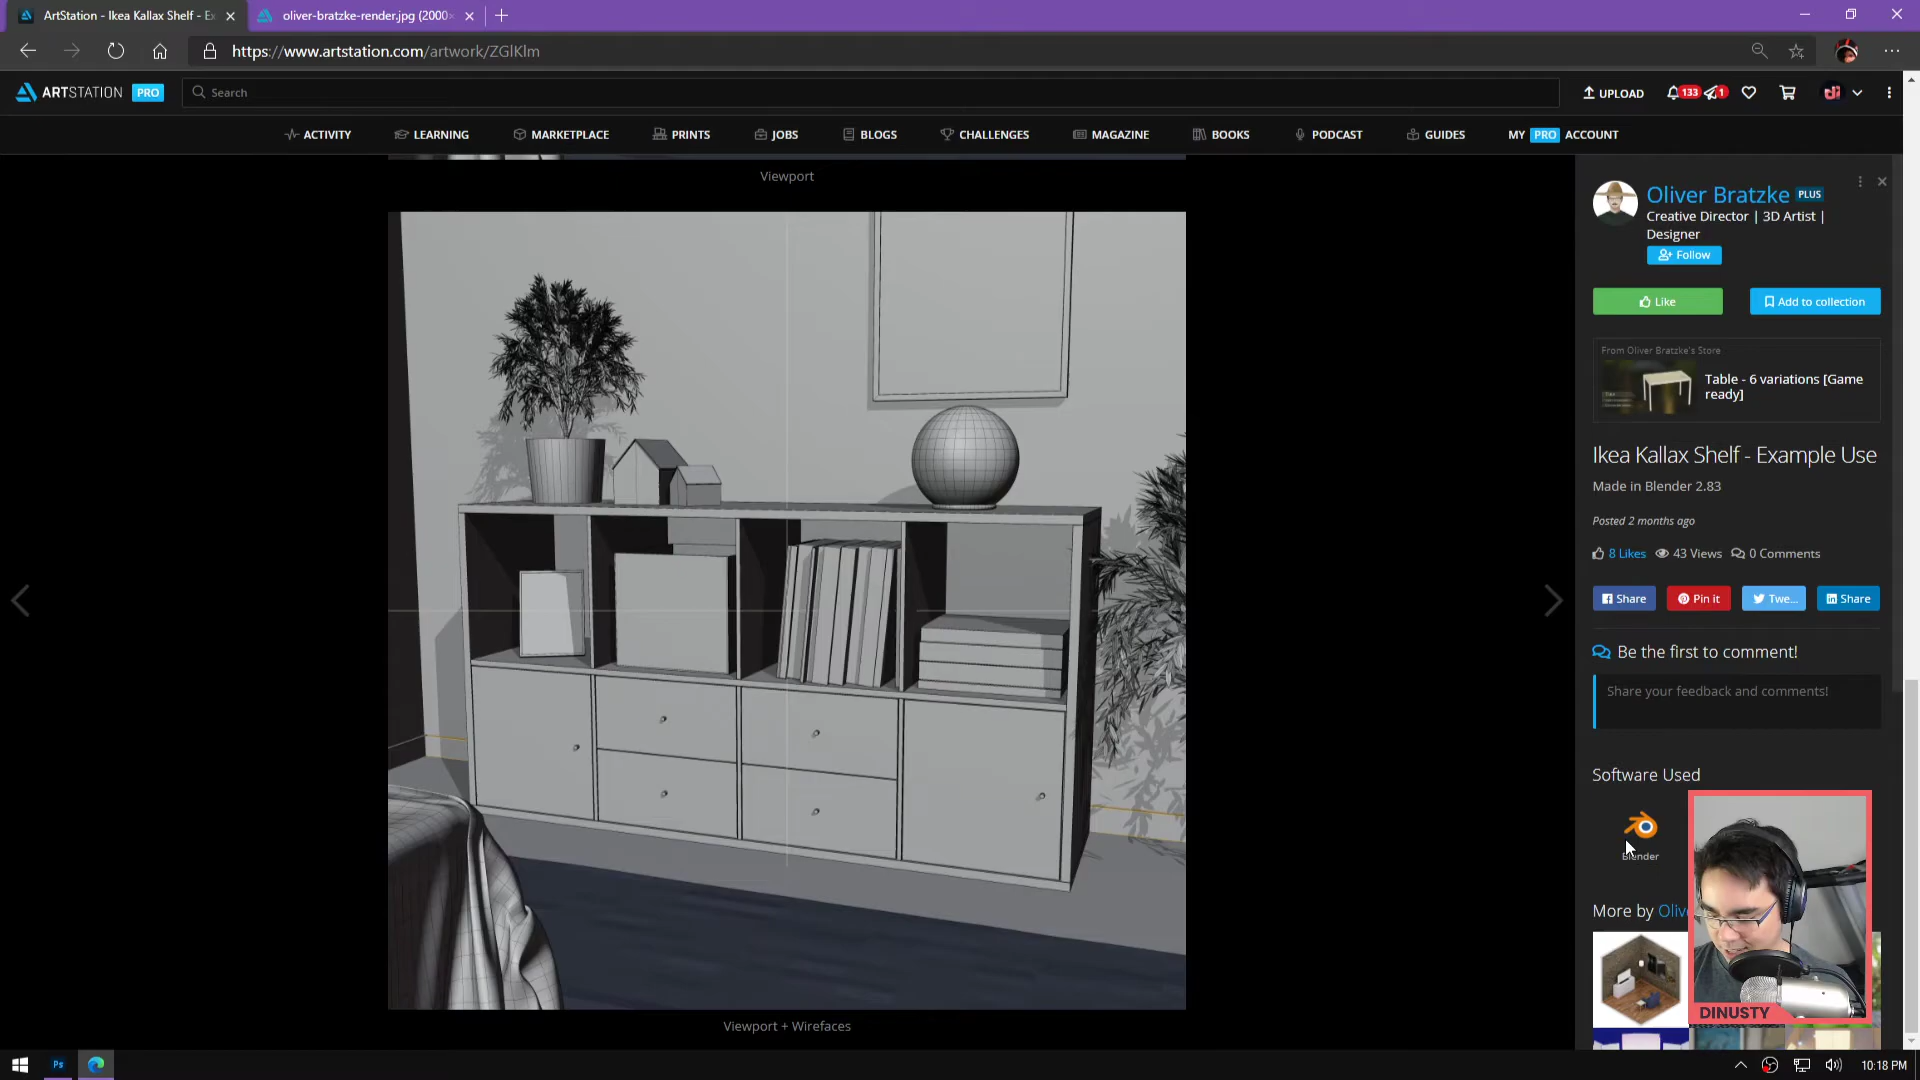 ArtStation - Ikea Kallax Shelf - E
oliver-bratzke-render.jpg (2000
https://www.artstation.com/artwork/ZGlKlm
ARTSTATION PRO
Search
UPLOAD
133
1
ACTIVITY
LEARNING
MARKETPLACE
PRINTS
JOBS
BLOGS
CHALLENGES
MAGAZINE
BOOKS
PODCAST
GUIDES
MY PRO ACCOUNT
Viewport
Oliver Bratzke PLUS
Creative Director | 3D Artist |
Designer
Follow
Like
Add to collection
From Oliver Bratzke's Store
Table - 6 variations [Game
ready]
Ikea Kallax Shelf - Example Use
Made in Blender 2.83
Posted 2 months ago
8 Likes
43 Views
0 Comments
Share
Pin it
Twe...
Share
Be the first to comment!
Share your feedback and comments!
Software Used
Blender
More by Oliv
DINUSTY
Viewport + Wirefaces
Ps
10:18 PM